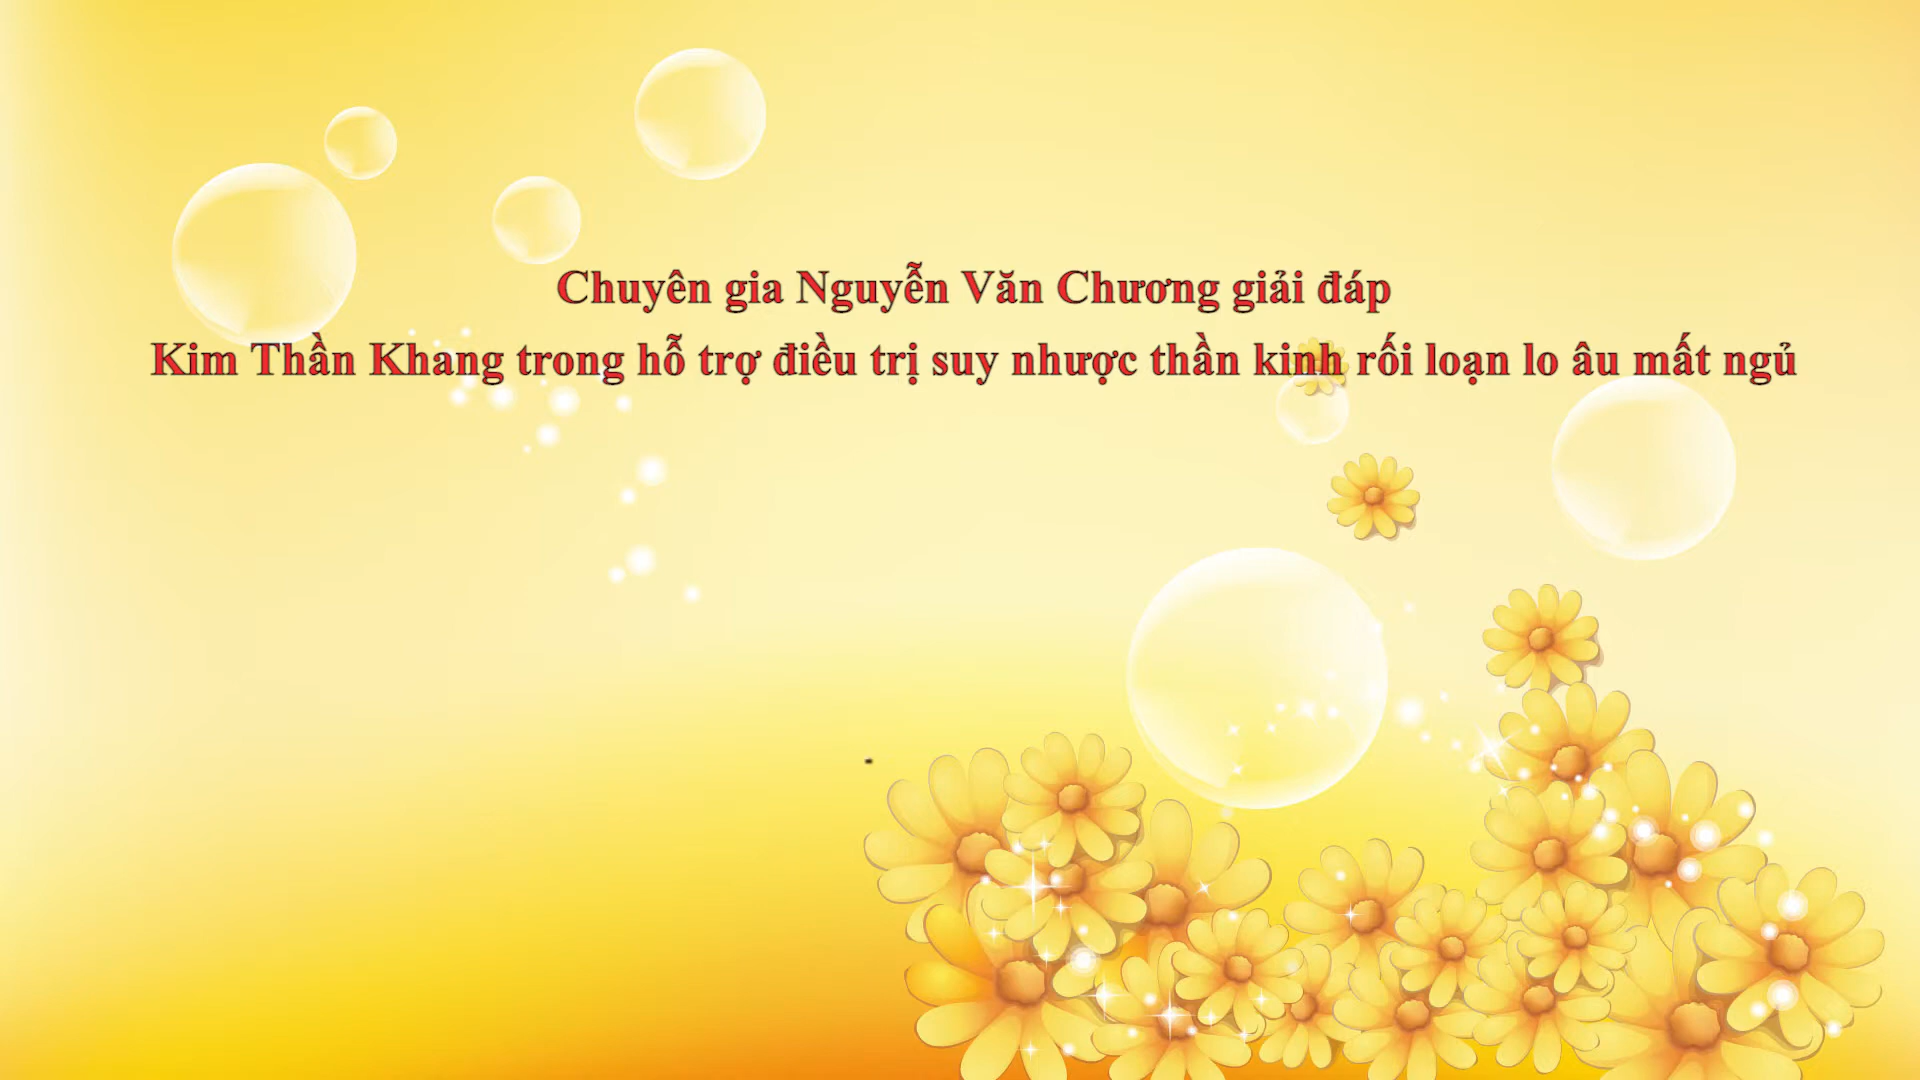 Chuyên gia Nguyễn Văn Chương giải đáp
Kim Thần Khang trong hỗ trợ điều trị suy nhược thần kinh rối loạn lo âu mất ngủ